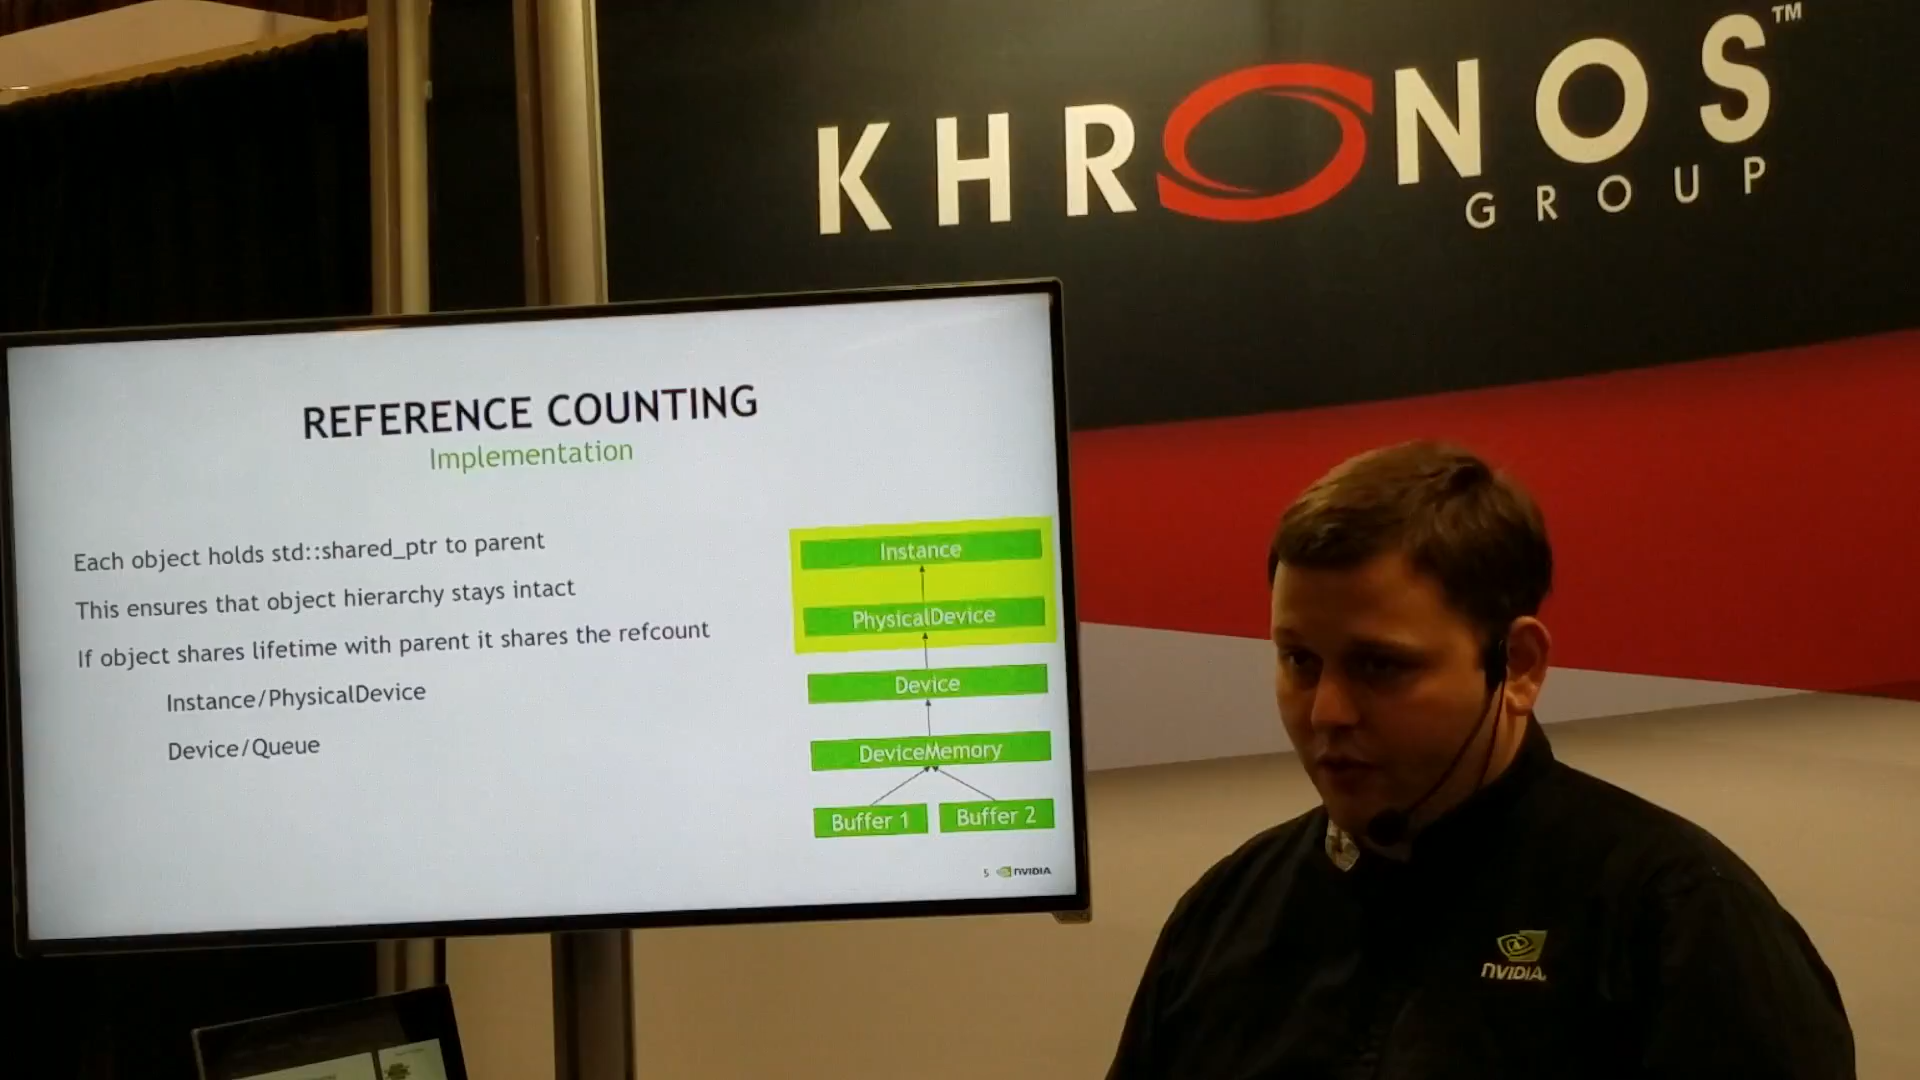 KHRONOS™
GROUP
REFERENCE COUNTING
Implementation
Each object holds std::shared_ptr to parent
This ensures that object hierarchy stays intact
If object shares lifetime with parent it shares the refcount
Instance/PhysicalDevice
Device/Queue
Instance
PhysicalDevice
Device
DeviceMemory
Buffer 1
Buffer 2
5 NVIDIA
NVIDIA